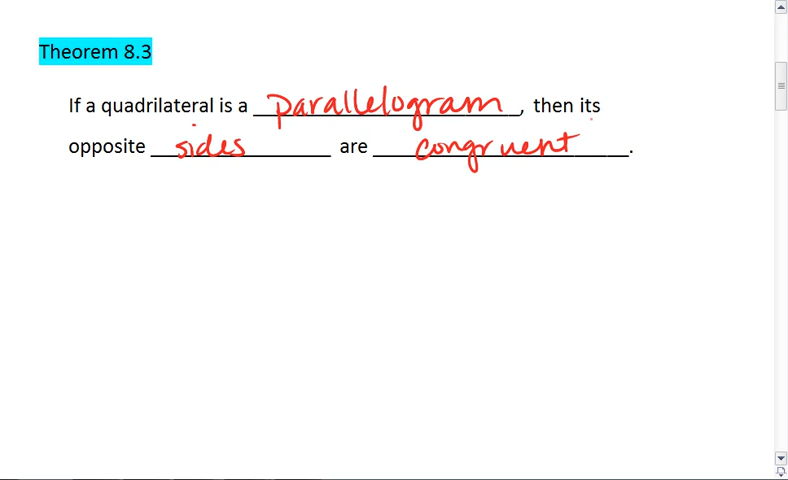 Theorem 8.3
If a quadrilateral is a parallelogram, then its
opposite sides are congruent.